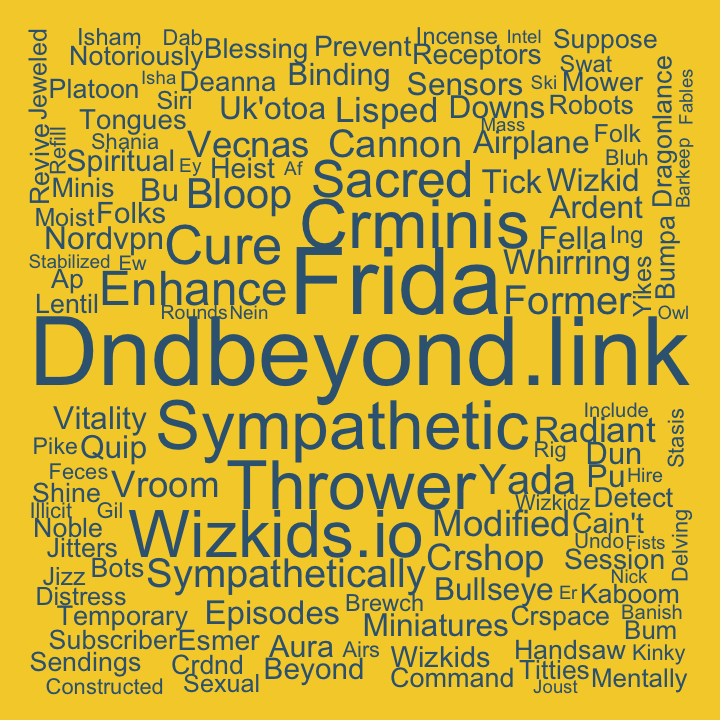 Isham Dab Incense Intel
Notoriously Blessing Prevent Receptors Suppose
Jeweled Platoon Isha Deanna Binding Sensors Ski Mower Swat
Siri Uk'otoa Lisped Downs Robots Fables
Tongues Mass Dragonlance
Refill Shania Vecnas Cannon Airplane Folk
Revive Spiritual Ey Heist Af Bluh Barkeep
Minis Bu Bloop Sacred Tick Wizkid
Moist Folks Ardent
Nordvpn Cure Crminis Fella Ing Bumpa
Stabilized Ew Whirring
Ap Enhance Frida Former Yikes
Lentil Rounds Nein Owl
Dndbeyond.link
Vitality Sympathetic Radiant Include Stasis
Pike Quip Rig Dun
Feces Vroom Thrower Yada Pu Hire
Shine Wizkidz Detect
Illicit Gil Wizkids.io Modified Cain't
Noble Undo Fists Delving
Jitters Crshop Session
Jizz Bots Sympathetically Nick
Distress Bullseye Er Kaboom
Temporary Episodes Brewch Miniatures Crspace Banish
Subscriber Esmer Aura Airs Handsaw Bum
Sendings Crdnd Beyond Wizkids Titties Kinky
Constructed Sexual Command Joust Mentally